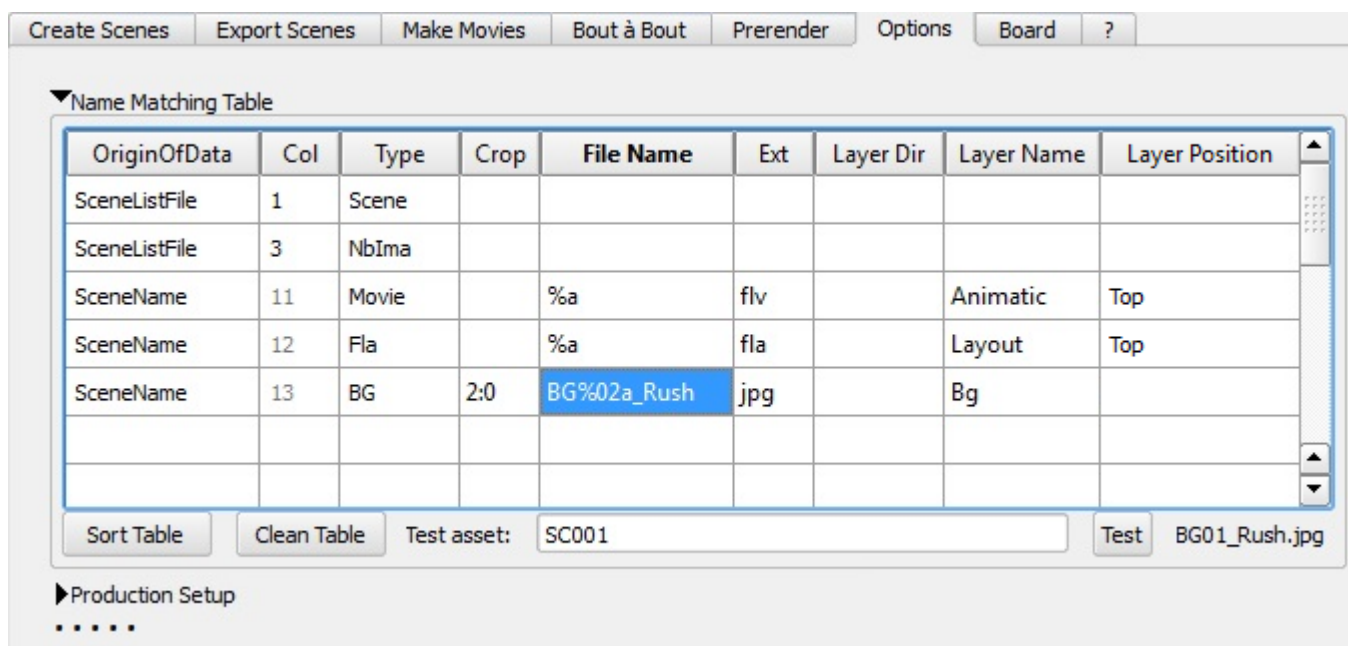 Create Scenes Export Scenes Make Movies Bout à Bout Prerender Options Board ?
Name Matching Table
OriginOfData Col Type Crop File Name Ext Layer Dir Layer Name Layer Position
SceneListFile 1 Scene
SceneListFile 3 NbIma
SceneName 11 Movie %a flv Animatic Top
SceneName 12 Fla %a fla Layout Top
SceneName 13 BG 2:0 BG%02a_Rush jpg Bg
Sort Table Clean Table Test asset: SC001 Test BG01_Rush.jpg
Production Setup